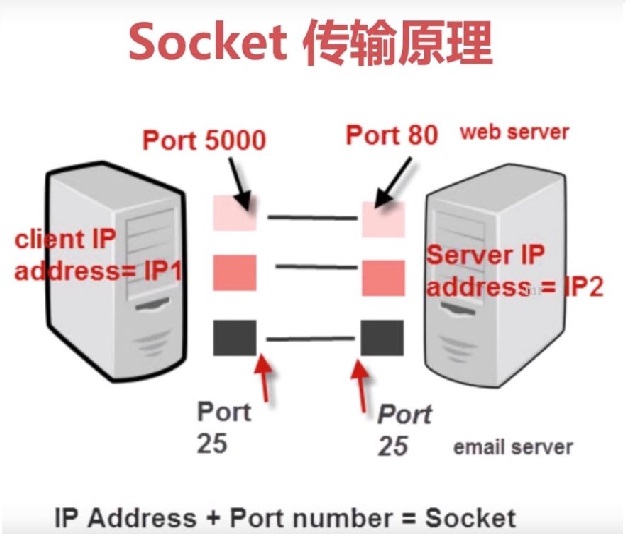 Socket 传输原理
Port 5000
Port 80
web server
client IP
address= IP1
Server IP
address = IP2
Port
25
Port
25
email server
IP Address + Port number = Socket